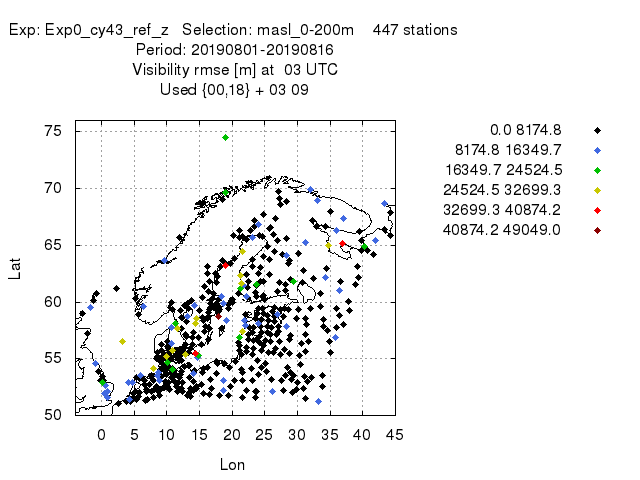 Exp: Exp0_cy43_ref_z   Selection: masl_0-200m    447 stations
Period: 20190801-20190816
Visibility rmse [m] at  03 UTC
Used {00,18} + 03 09
0.0 8174.8
8174.8 16349.7
16349.7 24524.5
24524.5 32699.3
32699.3 40874.2
40874.2 49049.0
75
70
65
60
55
50
Lat
0 5 10 15 20 25 30 35 40 45
Lon